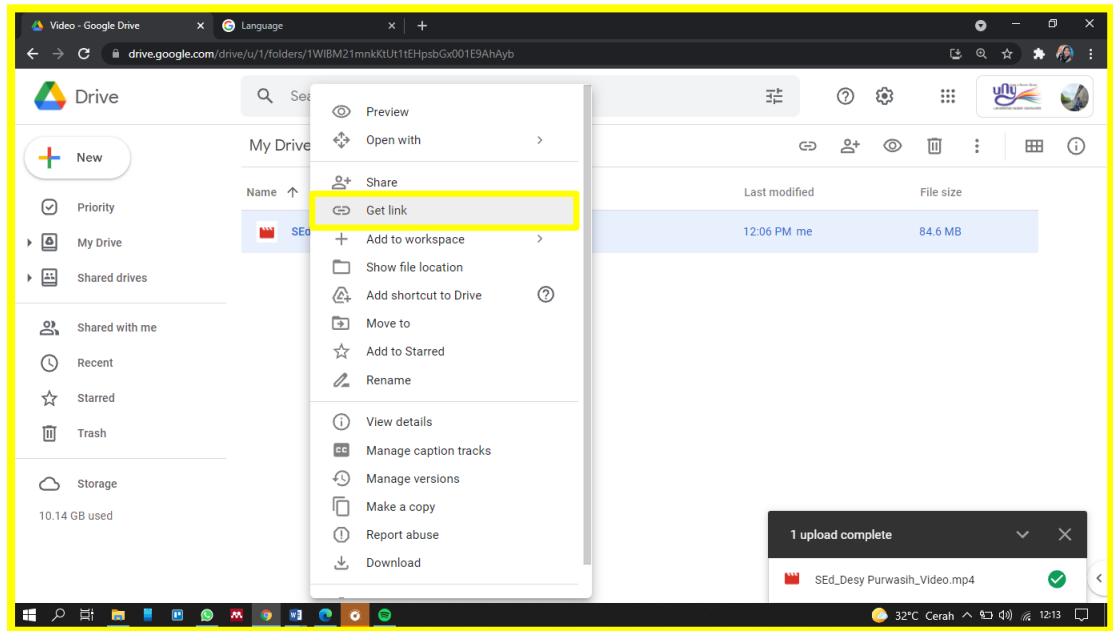 Video - Google Drive
Language
drive.google.com/drive/u/1/folders/1WIBM21mnkKtUt1tEHpsbGx001E9AhAyb
Drive
Sea
uny
New
My Drive
Name
Last modified
File size
SEd
12:06 PM me
84.6 MB
Priority
My Drive
Shared drives
Shared with me
Recent
Starred
Trash
Storage
10.14 GB used
Preview
Open with
Share
Get link
Add to workspace
Show file location
Add shortcut to Drive
Move to
Add to Starred
Rename
View details
CC Manage caption tracks
Manage versions
Make a copy
Report abuse
Download
1 upload complete
SEd_Desy Purwasih_Video.mp4
32°C Cerah
12:13